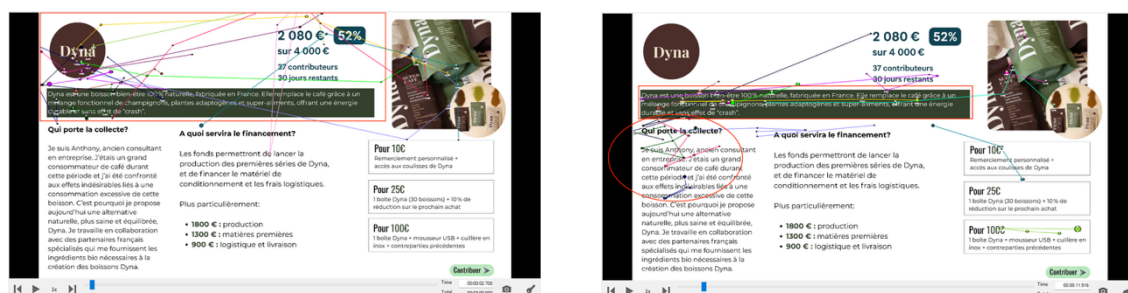 Dyna
2 080 €
52%
sur 4 000 €
37 contributeurs
30 jours restants
Dyna est une boisson bien-être 100% naturelle, fabriquée en France. Elle remplace le café grâce à un
mélange fonctionnel de champignons, plantes adaptogènes et super-aliments, offrant une énergie
durable et sans effet de "crash".
Qui porte la collecte?
Je suis Anthony, ancien consultant
en entreprise. J'étais un grand
consommateur de café durant
cette période et j'ai été confronté
aux effets indésirables liés à une
consommation excessive de cette
boisson. C'est pourquoi je propose
aujourd'hui une alternative
naturelle, plus saine et équilibrée,
Dyna. Je travaille en collaboration
avec des partenaires français
spécialisés qui me fournissent les
ingrédients bio nécessaires à la
création des boissons Dyna.
A quoi servira le financement?
Les fonds permettront de lancer la
production des premières séries de Dyna,
et de financer le matériel de
conditionnement et les frais logistiques.
Plus particulièrement:
• 1800 € : production
• 1300 € : matières premières
• 900 € : logistique et livraison
Pour 10€
Remerciement personnalisé +
accès aux coulisses de Dyna
Pour 25€
1 boîte Dyna (30 boissons) + 10% de
réduction sur le prochain achat
Pour 100€
1 boîte Dyna + mousseur USB + cuillère en
inox + contreparties précédentes
Contribuer
1x
Time
00:00:02.700
Dyna
2 080 €
52%
sur 4 000 €
37 contributeurs
30 jours restants
Dyna est une boisson bien-être 100% naturelle, fabriquée en France. Elle remplace le café grâce à un
mélange fonctionnel de champignons, plantes adaptogènes et super-aliments, offrant une énergie
durable et sans effet de "crash".
Qui porte la collecte?
Je suis Anthony, ancien consultant
en entreprise. J'étais un grand
consommateur de café durant
cette période et j'ai été confronté
aux effets indésirables liés à une
consommation excessive de cette
boisson. C'est pourquoi je propose
aujourd'hui une alternative
naturelle, plus saine et équilibrée,
Dyna. Je travaille en collaboration
avec des partenaires français
spécialisés qui me fournissent les
ingrédients bio nécessaires à la
création des boissons Dyna.
A quoi servira le financement?
Les fonds permettront de lancer la
production des premières séries de Dyna,
et de financer le matériel de
conditionnement et les frais logistiques.
Plus particulièrement:
• 1800 € : production
• 1300 € : matières premières
• 900 € : logistique et livraison
Pour 10€
Remerciement personnalisé +
accès aux coulisses de Dyna
Pour 25€
1 boîte Dyna (30 boissons) + 10% de
réduction sur le prochain achat
Pour 100€
1 boîte Dyna + mousseur USB + cuillère en
inox + contreparties précédentes
Contribuer
1x
Time
00:00:11.916